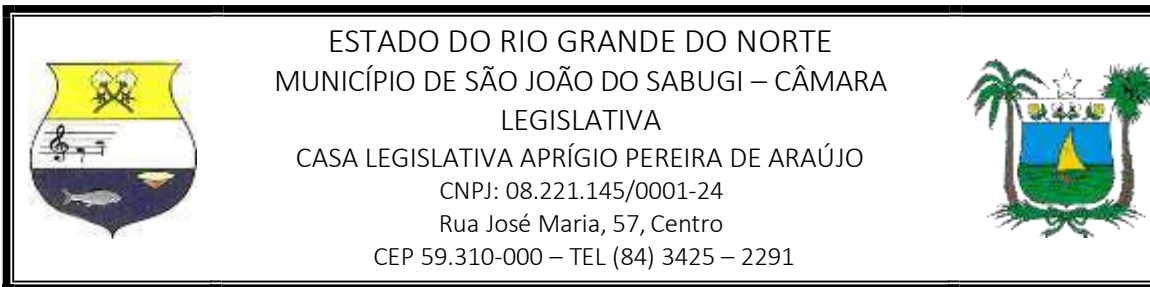 ESTADO DO RIO GRANDE DO NORTE
MUNICÍPIO DE SÃO JOÃO DO SABUGI – CÂMARA
LEGISLATIVA
CASA LEGISLATIVA APRÍGIO PEREIRA DE ARAÚJO
CNPJ: 08.221.145/0001-24
Rua José Maria, 57, Centro
CEP 59.310-000 – TEL (84) 3425 – 2291